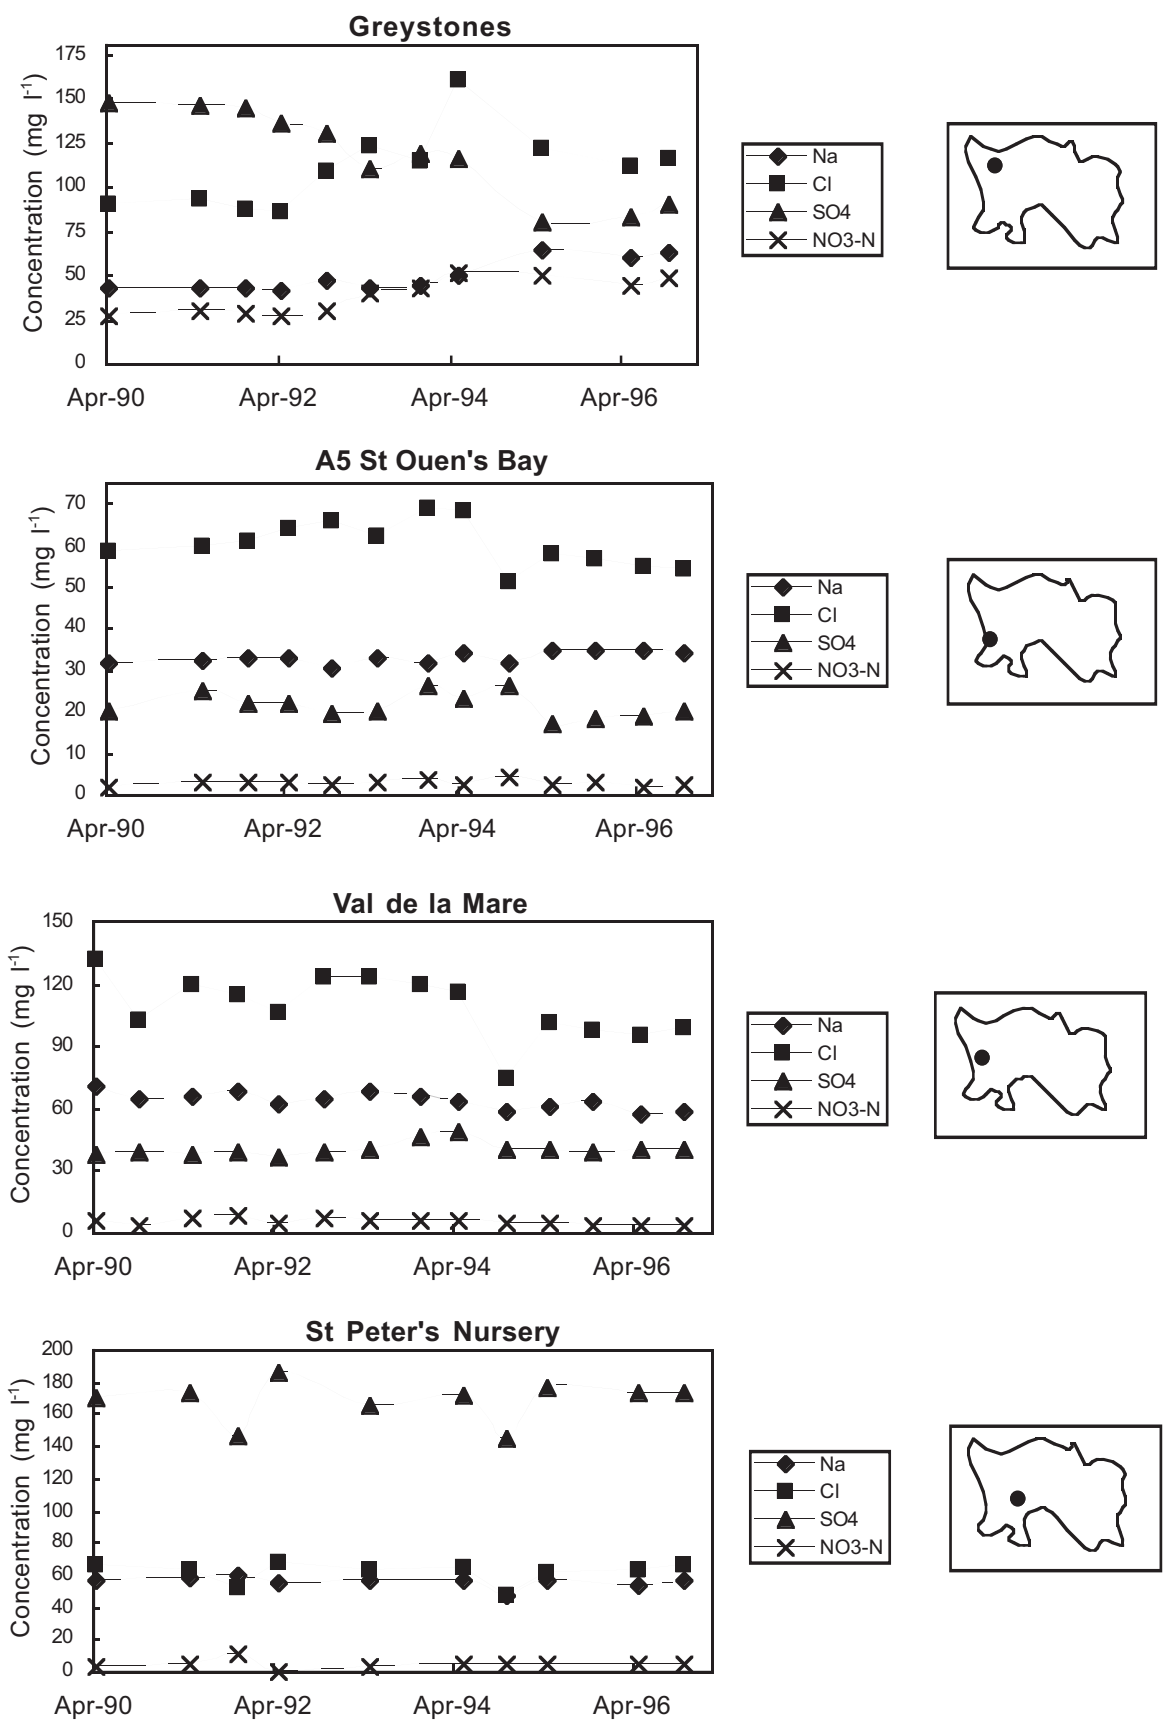 Greystones
Concentration (mg l-1)
175
150
125
100
75
50
25
0
Apr-90 Apr-92 Apr-94 Apr-96
Na
Cl
SO4
NO3-N
A5 St Ouen's Bay
Concentration (mg l-1)
70
60
50
40
30
20
10
0
Apr-90 Apr-92 Apr-94 Apr-96
Na
Cl
SO4
NO3-N
Val de la Mare
Concentration (mg l-1)
150
120
90
60
30
0
Apr-90 Apr-92 Apr-94 Apr-96
Na
Cl
SO4
NO3-N
St Peter's Nursery
Concentration (mg l-1)
200
180
160
140
120
100
80
60
40
20
0
Apr-90 Apr-92 Apr-94 Apr-96
Na
Cl
SO4
NO3-N